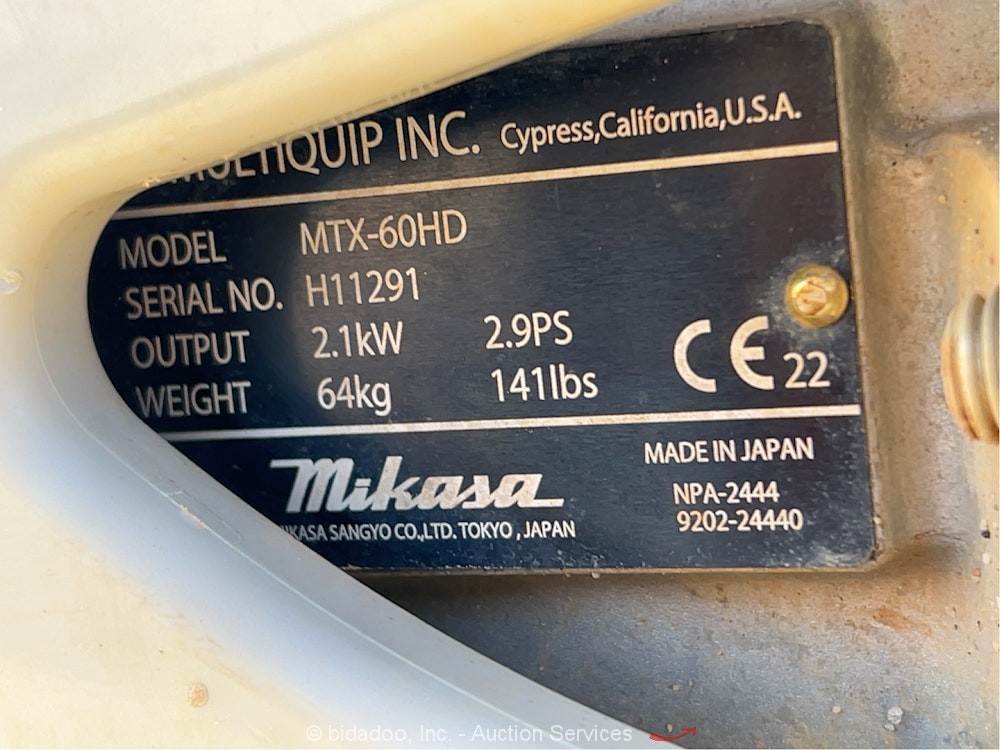 MULTIQUIP INC. Cypress,California,U.S.A.
MODEL MTX-60HD
SERIAL NO. H11291
OUTPUT 2.1kW 2.9PS
WEIGHT 64kg 141lbs
CE 22
Mikasa
MIKASA SANGYO CO.,LTD. TOKYO , JAPAN
MADE IN JAPAN
NPA-2444
9202-24440
© bidadoo, Inc. - Auction Services